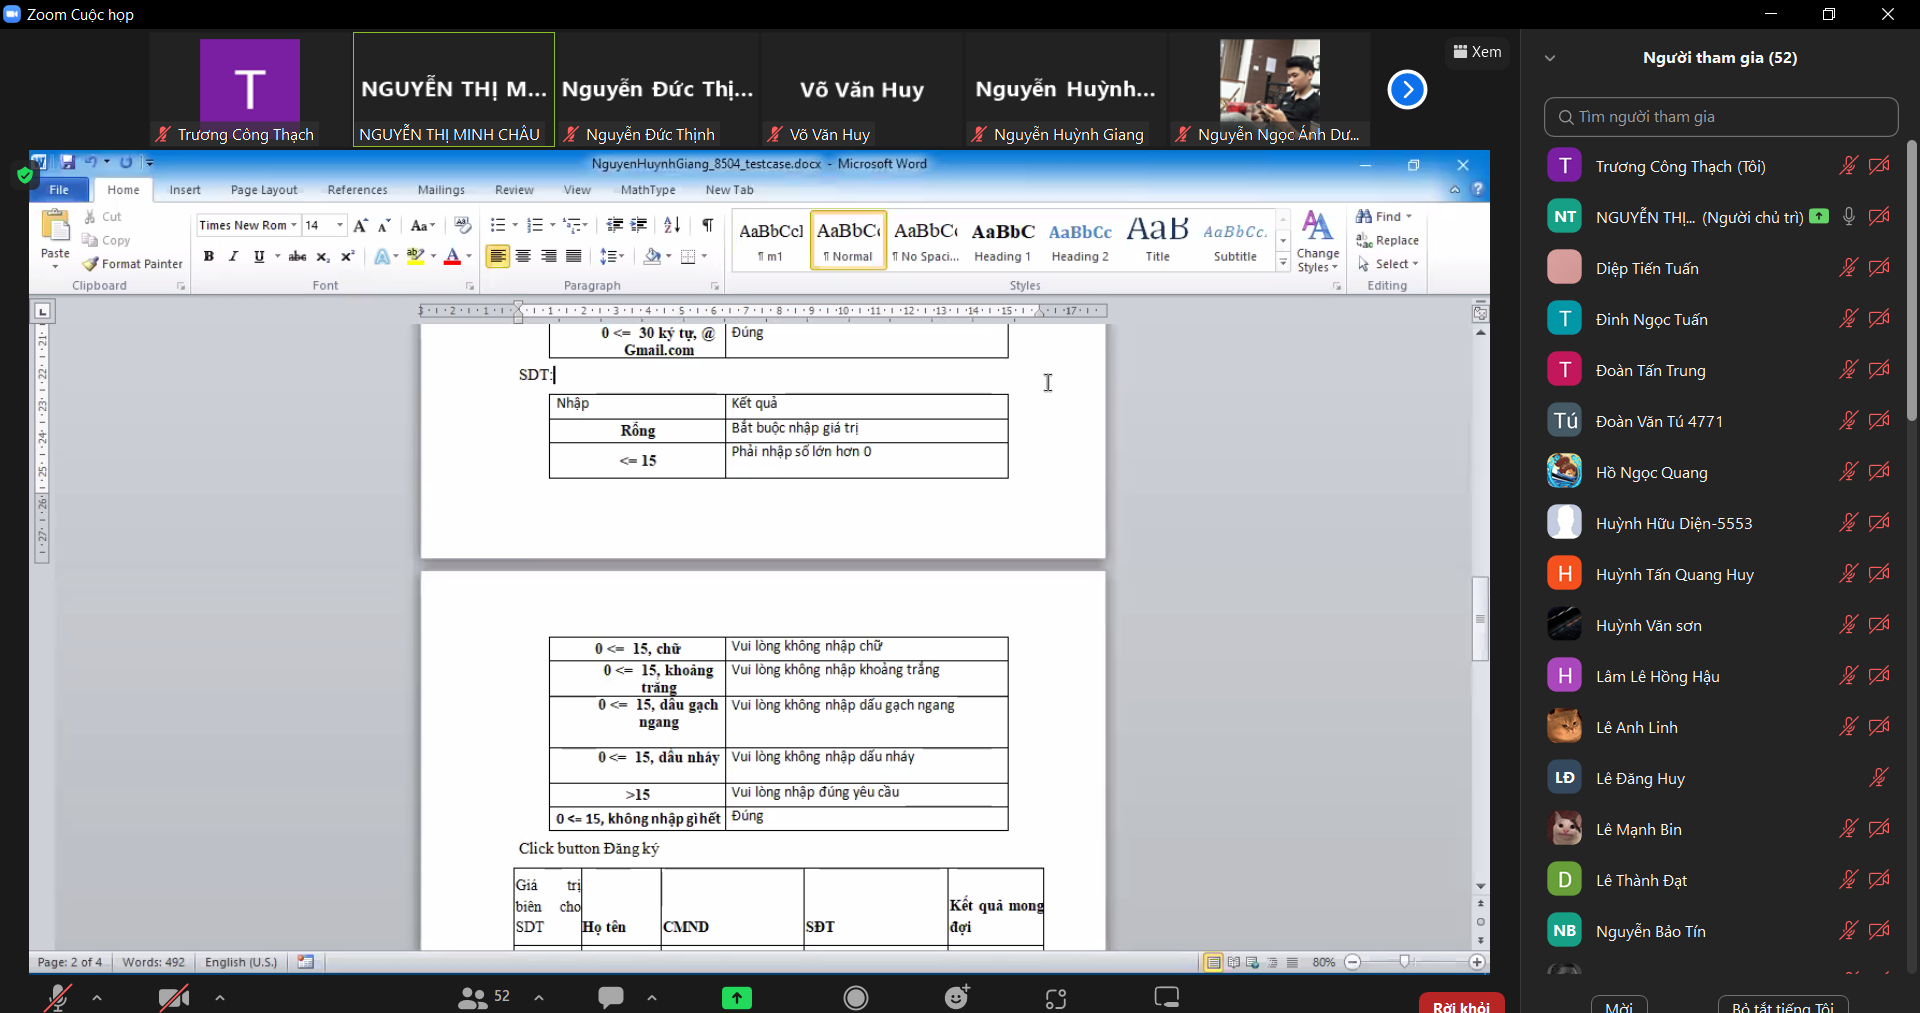 Zoom Cuộc họp
T
NGUYỄN THỊ M...
Nguyễn Đức Thị...
Võ Văn Huy
Nguyễn Huỳnh...
Xem
Trương Công Thạch
NGUYỄN THỊ MINH CHÂU
Nguyễn Đức Thịnh
Võ Văn Huy
Nguyễn Huỳnh Giang
Nguyễn Ngọc Ánh Dư...
NguyenHuynhGiang_8504_testcase.docx - Microsoft Word
File Home Insert Page Layout References Mailings Review View MathType New Tab
Paste
Cut
Copy
Format Painter
Clipboard
Times New Rom 14
Font
Paragraph
AaBbCcI ¶ m1
AaBbC ¶ Normal
AaBbC ¶ No Spaci...
AaBbC Heading 1
AaBbCc Heading 2
AaB Title
AaBbCc. Subtitle
Change Styles
Styles
Find
Replace
Select
Editing
0 <= 30 ký tự, @ Gmail.com
Đúng
SDT:
Nhập
Kết quả
Rỗng
Bắt buộc nhập giá trị
<= 15
Phải nhập số lớn hơn 0
0 <= 15, chữ
Vui lòng không nhập chữ
0 <= 15, khoảng trắng
Vui lòng không nhập khoảng trắng
0 <= 15, dấu gạch ngang
Vui lòng không nhập dấu gạch ngang
0 <= 15, dấu nháy
Vui lòng không nhập dấu nháy
>15
Vui lòng nhập đúng yêu cầu
0 <= 15, không nhập gì hết
Đúng
Click button Đăng ký
Giá trị biên cho SDT
Họ tên
CMND
SĐT
Kết quả mong đợi
Page: 2 of 4 Words: 492 English (U.S.)
80%
52
Rời khỏi
Người tham gia (52)
Tìm người tham gia
T Trương Công Thạch (Tôi)
NT NGUYỄN THỊ... (Người chủ trì)
Diệp Tiến Tuấn
T Đinh Ngọc Tuấn
T Đoàn Tấn Trung
Tú Đoàn Văn Tú 4771
Hồ Ngọc Quang
Huỳnh Hữu Diện-5553
H Huỳnh Tấn Quang Huy
Huỳnh Văn sơn
H Lâm Lê Hồng Hậu
Lê Anh Linh
LĐ Lê Đăng Huy
Lê Mạnh Bin
D Lê Thành Đạt
NB Nguyễn Bảo Tín
Mời
Bỏ tắt tiếng Tôi